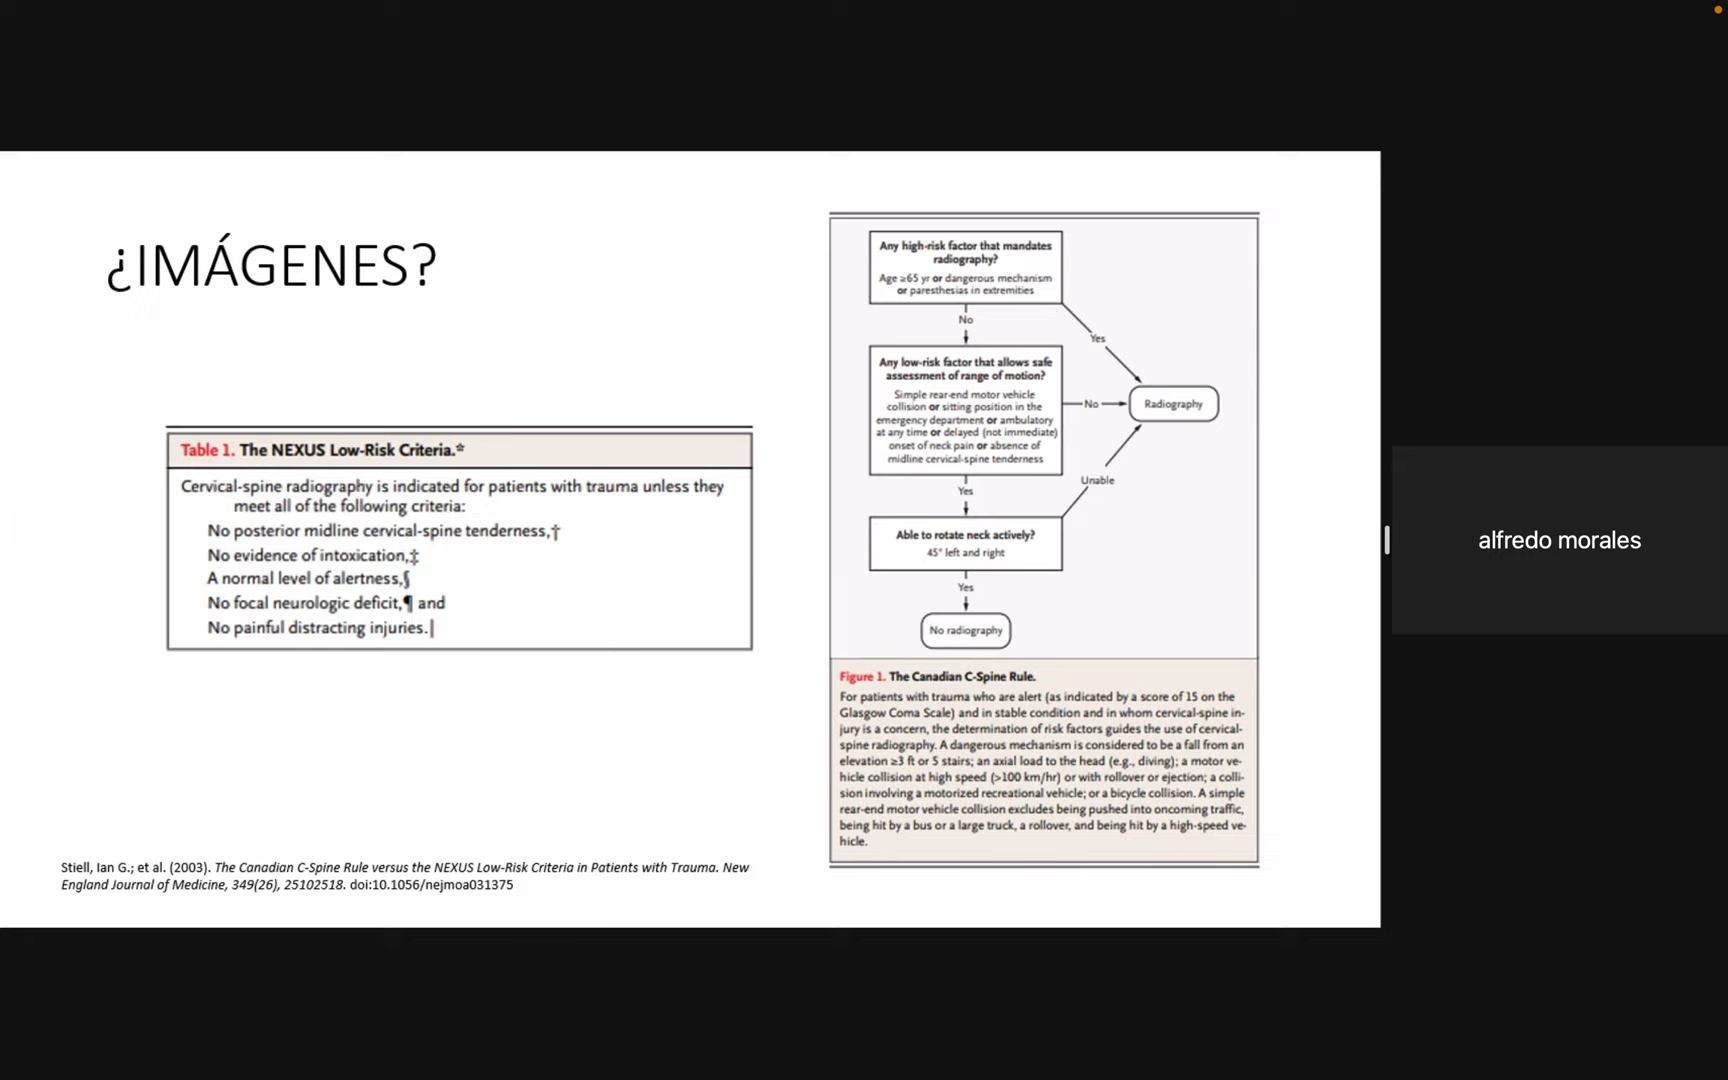 ¿IMÁGENES?
Table 1. The NEXUS Low-Risk Criteria.*
Cervical-spine radiography is indicated for patients with trauma unless they
meet all of the following criteria:
No posterior midline cervical-spine tenderness,†
No evidence of intoxication,‡
A normal level of alertness,§
No focal neurologic deficit,¶ and
No painful distracting injuries.|
Stiell, Ian G.; et al. (2003). The Canadian C-Spine Rule versus the NEXUS Low-Risk Criteria in Patients with Trauma. New
England Journal of Medicine, 349(26), 25102518. doi:10.1056/nejmoa031375
Any high-risk factor that mandates
radiography?
Age ≥65 yr or dangerous mechanism
or paresthesias in extremities
No
Yes
Any low-risk factor that allows safe
assessment of range of motion?
Simple rear-end motor vehicle
collision or sitting position in the
emergency department or ambulatory
at any time or delayed (not immediate)
onset of neck pain or absence of
midline cervical-spine tenderness
No
Radiography
Yes
Unable
Able to rotate neck actively?
45° left and right
Yes
No radiography
Figure 1. The Canadian C-Spine Rule.
For patients with trauma who are alert (as indicated by a score of 15 on the
Glasgow Coma Scale) and in stable condition and in whom cervical-spine in-
jury is a concern, the determination of risk factors guides the use of cervical-
spine radiography. A dangerous mechanism is considered to be a fall from an
elevation ≥3 ft or 5 stairs; an axial load to the head (e.g., diving); a motor ve-
hicle collision at high speed (>100 km/hr) or with rollover or ejection; a colli-
sion involving a motorized recreational vehicle; or a bicycle collision. A simple
rear-end motor vehicle collision excludes being pushed into oncoming traffic,
being hit by a bus or a large truck, a rollover, and being hit by a high-speed ve-
hicle.
alfredo morales